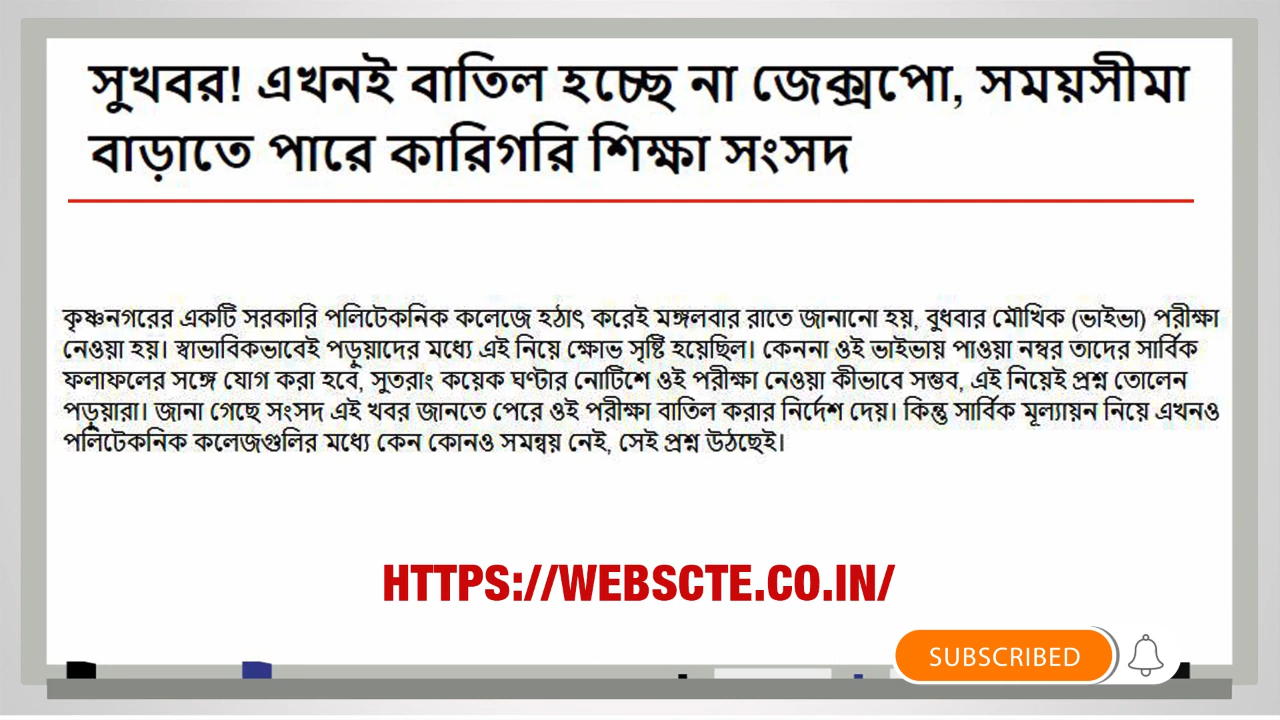 সুখবর! এখনই বাতিল হচ্ছে না জেক্সপো, সময়সীমা
বাড়াতে পারে কারিগরি শিক্ষা সংসদ
কৃষ্ণনগরের একটি সরকারি পলিটেকনিক কলেজে হঠাৎ করেই মঙ্গলবার রাতে জানানো হয়, বুধবার মৌখিক (ভাইভা) পরীক্ষা
নেওয়া হয়। স্বাভাবিকভাবেই পড়ুয়াদের মধ্যে এই নিয়ে ক্ষোভ সৃষ্টি হয়েছিল। কেননা ওই ভাইভায় পাওয়া নম্বর তাদের সার্বিক
ফলাফলের সঙ্গে যোগ করা হবে, সুতরাং কয়েক ঘণ্টার নোটিশে ওই পরীক্ষা নেওয়া কীভাবে সম্ভব, এই নিয়েই প্রশ্ন তোলেন
পড়ুয়ারা। জানা গেছে সংসদ এই খবর জানতে পেরে ওই পরীক্ষা বাতিল করার নির্দেশ দেয়। কিন্তু সার্বিক মূল্যায়ন নিয়ে এখনও
পলিটেকনিক কলেজগুলির মধ্যে কেন কোনও সমন্বয় নেই, সেই প্রশ্ন উঠছেই।
HTTPS://WEBSCTE.CO.IN/
SUBSCRIBED